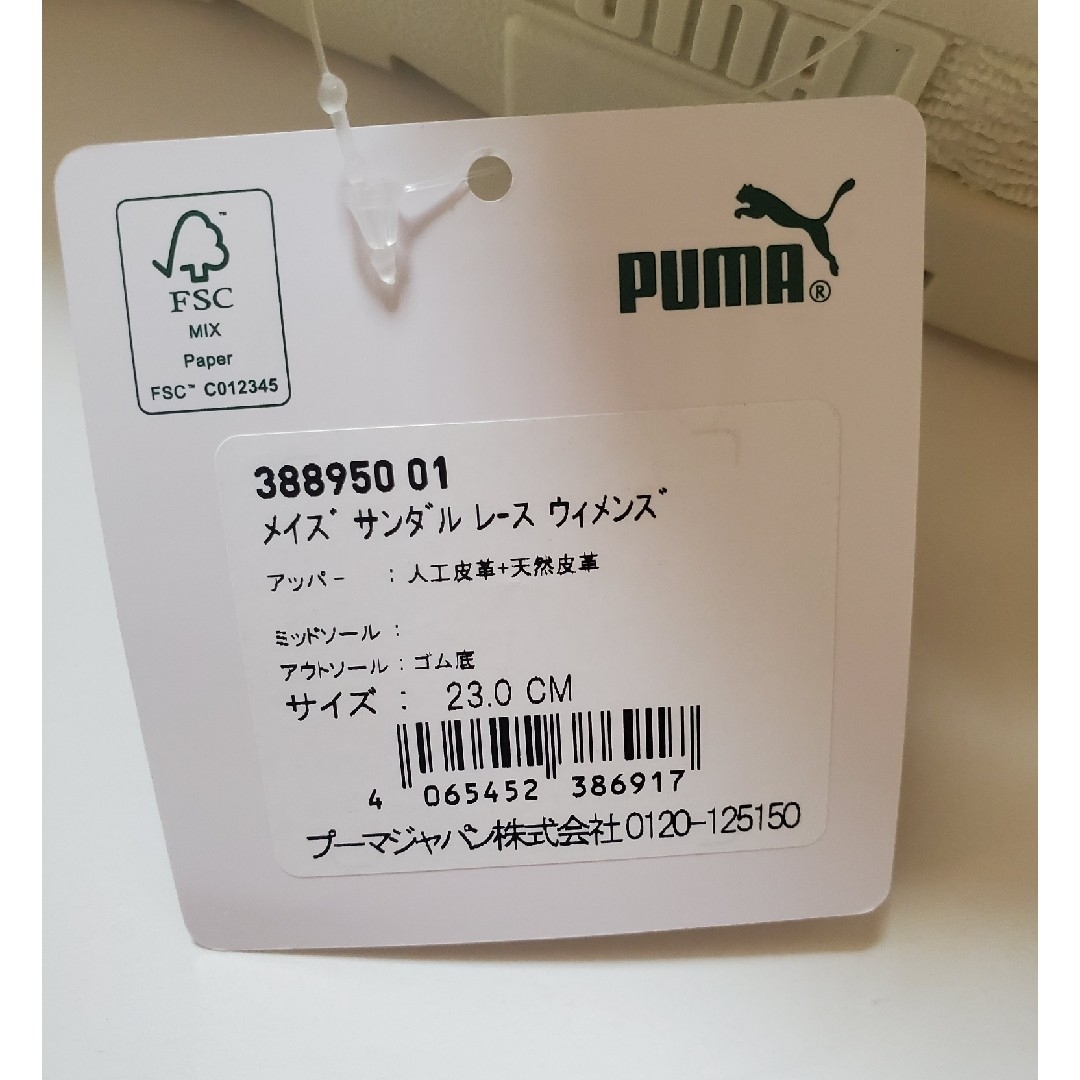 PUMA
FSC™
MIX
Paper
FSC™ C012345
PUMA®
388950 01
メイズ サンダル レース ウィメンズ
アッパー : 人工皮革+天然皮革
ミッドソール :
アウトソール : ゴム底
サイズ : 23.0 CM
4 065452 386917
プーマジャパン株式会社0120-125150